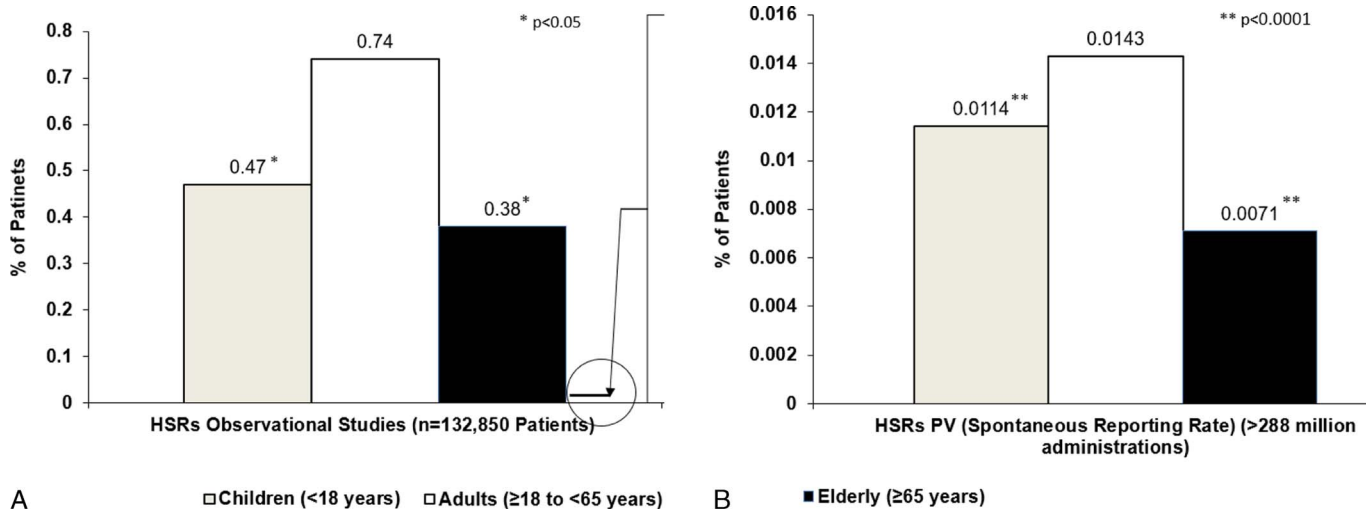 0.8
0.7
0.6
0.5
0.4
0.3
0.2
0.1
0
% of Patinets
* p<0.05
0.47 *
0.74
0.38 *
HSRs Observational Studies (n=132,850 Patients)
A
0.016
0.014
0.012
0.01
0.008
0.006
0.004
0.002
0
% of Patients
** p<0.0001
0.0114 **
0.0143
0.0071 **
HSRs PV (Spontaneous Reporting Rate) (>288 million
administrations)
B
Children (<18 years)
Adults (≥18 to <65 years)
Elderly (≥65 years)